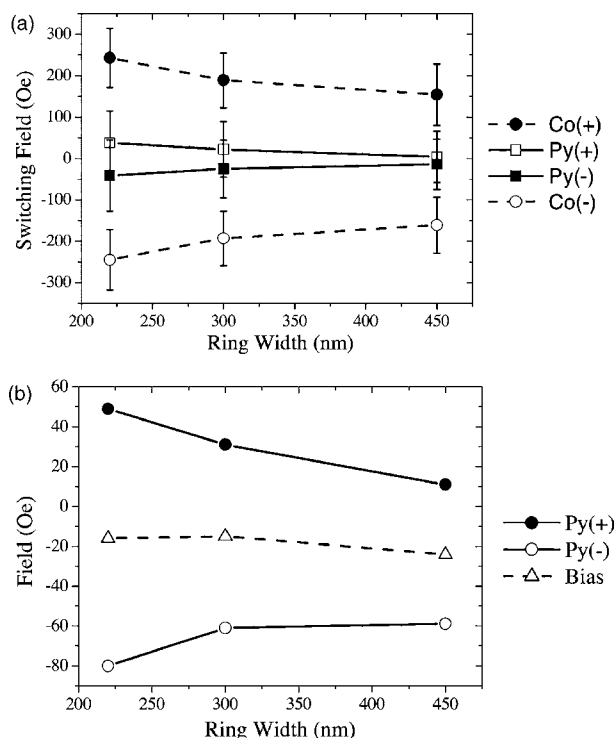 (a)
300
200
100
0
-100
-200
-300
Switching Field (Oe)
200 250 300 350 400 450
Ring Width (nm)
Co(+)
Py(+)
Py(-)
Co(-)
(b)
60
40
20
0
-20
-40
-60
-80
Field (Oe)
200 250 300 350 400 450
Ring Width (nm)
Py(+)
Py(-)
Bias